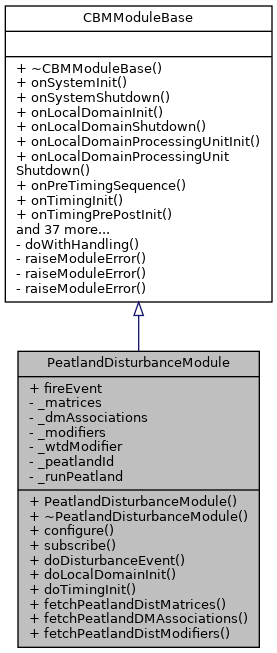 CBMModuleBase
+ ~CBMModuleBase()
+ onSystemInit()
+ onSystemShutdown()
+ onLocalDomainInit()
+ onLocalDomainShutdown()
+ onLocalDomainProcessingUnitInit()
+ onLocalDomainProcessingUnit
Shutdown()
+ onPreTimingSequence()
+ onTimingInit()
+ onTimingPrePostInit()
and 37 more...
- doWithHandling()
- raiseModuleError()
- raiseModuleError()
- raiseModuleError()
PeatlandDisturbanceModule
+ fireEvent
- _matrices
- _dmAssociations
- _modifiers
- _wtdModifier
- _peatlandId
- _runPeatland
+ PeatlandDisturbanceModule()
+ ~PeatlandDisturbanceModule()
+ configure()
+ subscribe()
+ doDisturbanceEvent()
+ doLocalDomainInit()
+ doTimingInit()
+ fetchPeatlandDistMatrices()
+ fetchPeatlandDMAssociations()
+ fetchPeatlandDistModifiers()